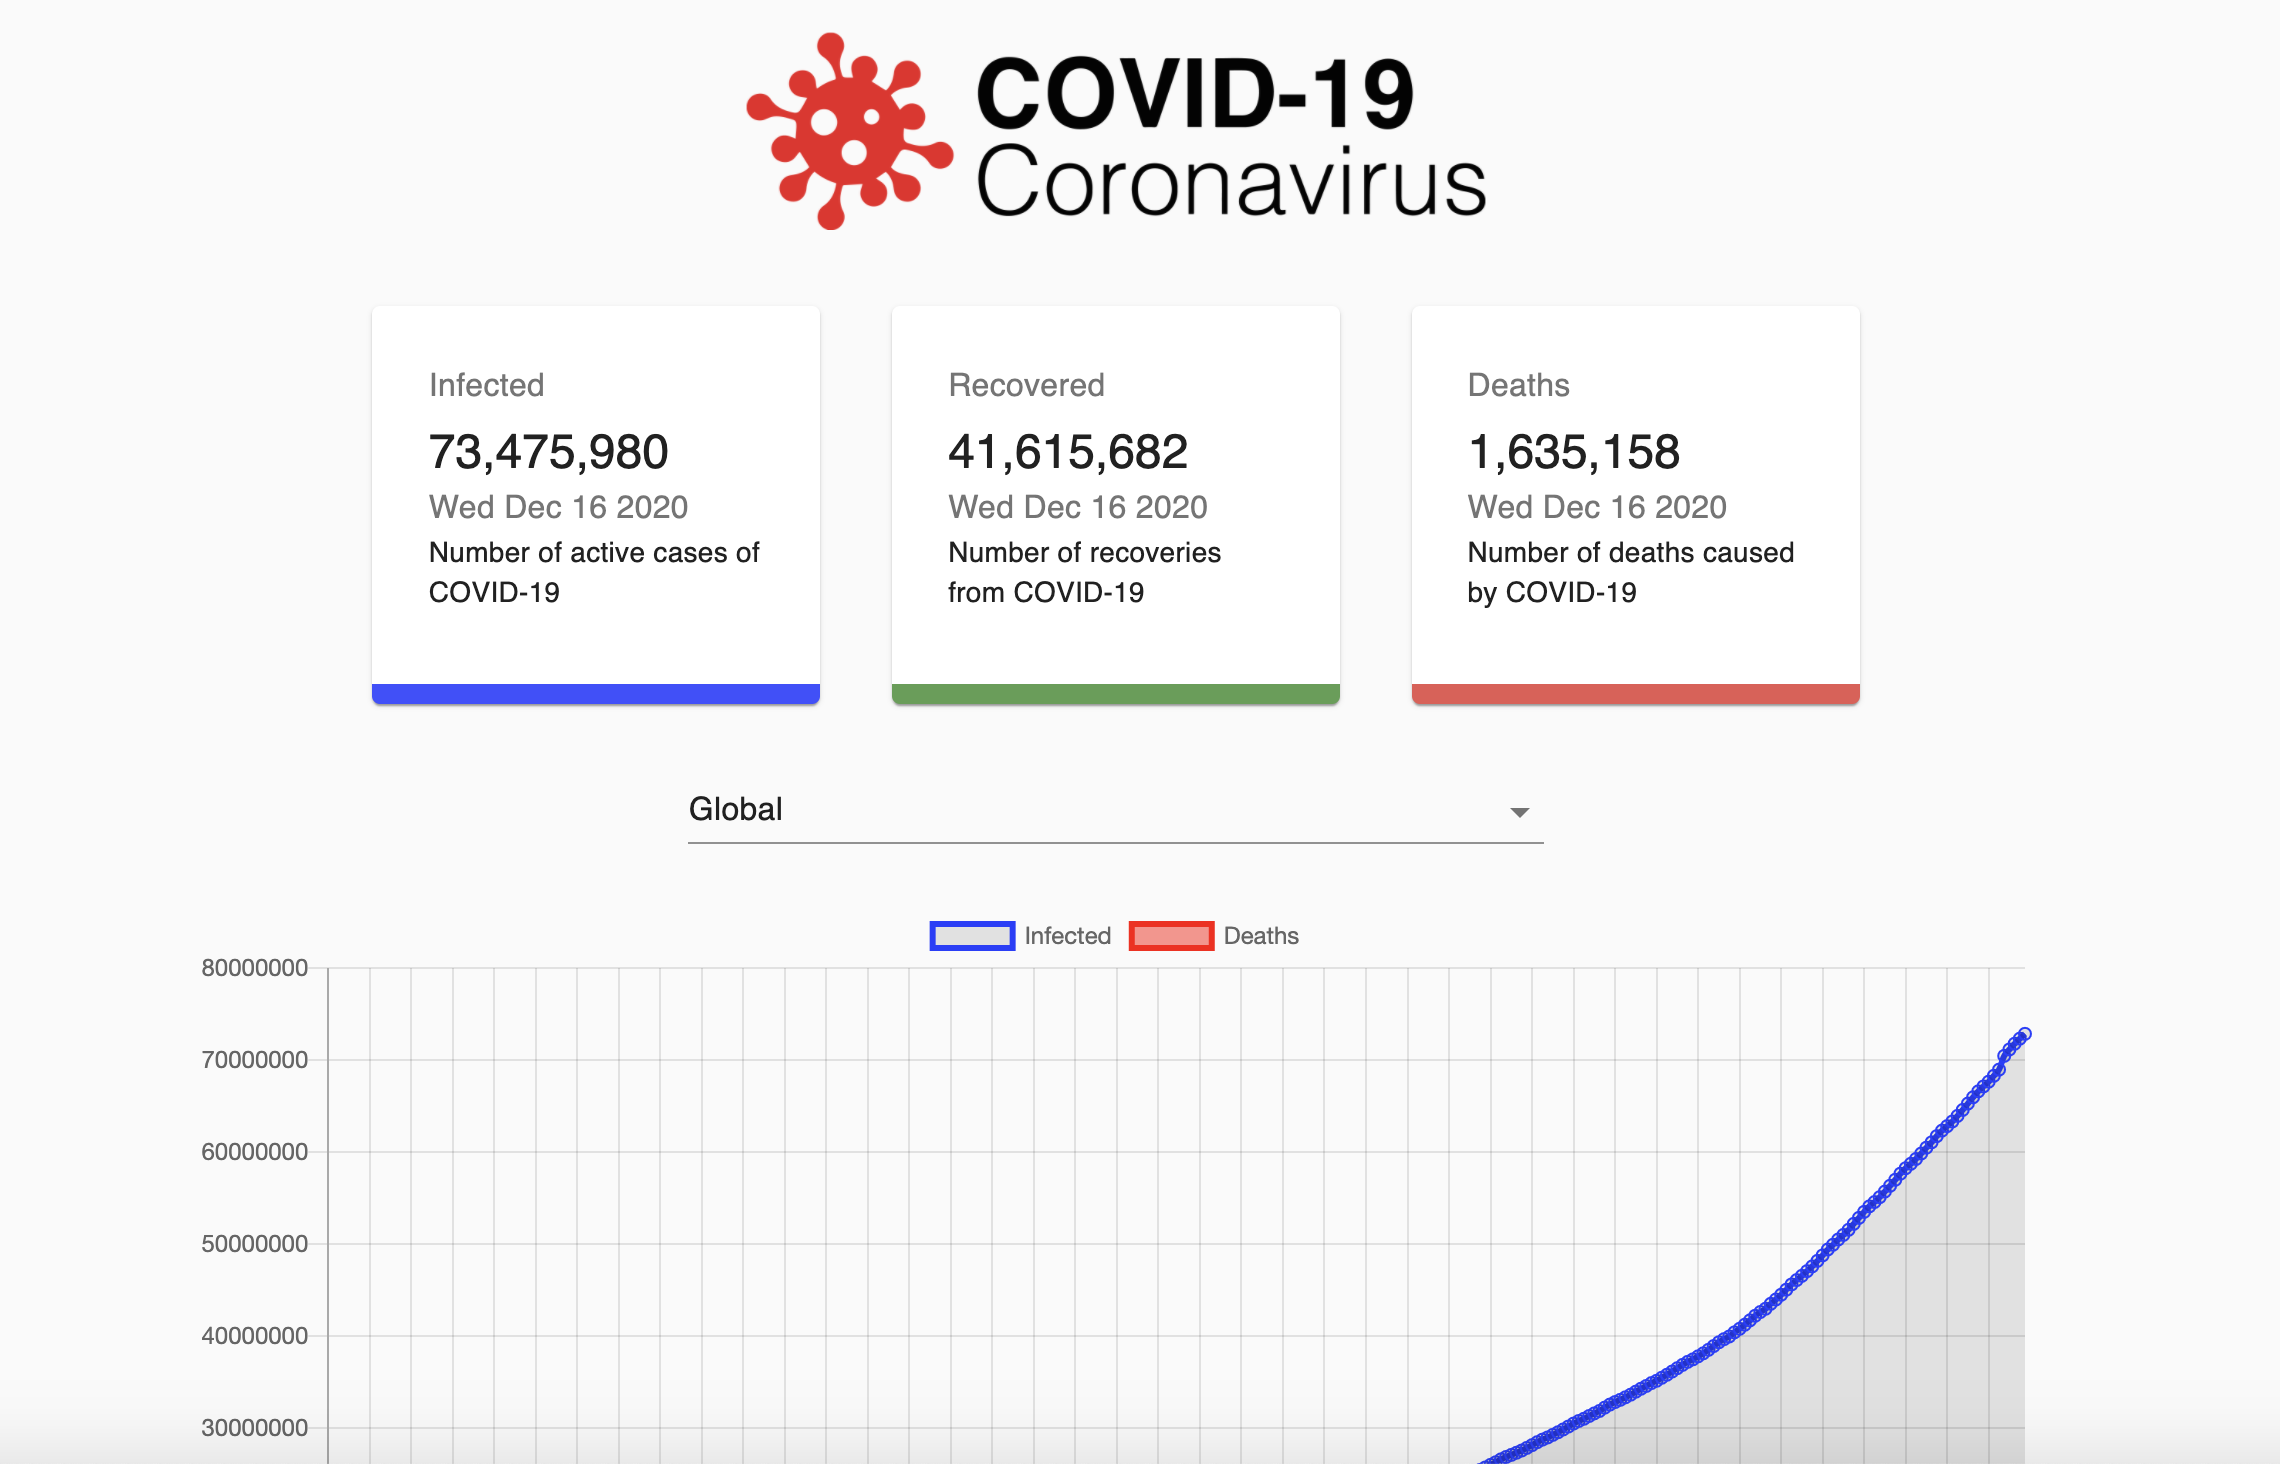 COVID-19
Coronavirus
Infected
73,475,980
Wed Dec 16 2020
Number of active cases of
COVID-19
Recovered
41,615,682
Wed Dec 16 2020
Number of recoveries
from COVID-19
Deaths
1,635,158
Wed Dec 16 2020
Number of deaths caused
by COVID-19
Global
Infected
Deaths
80000000
70000000
60000000
50000000
40000000
30000000